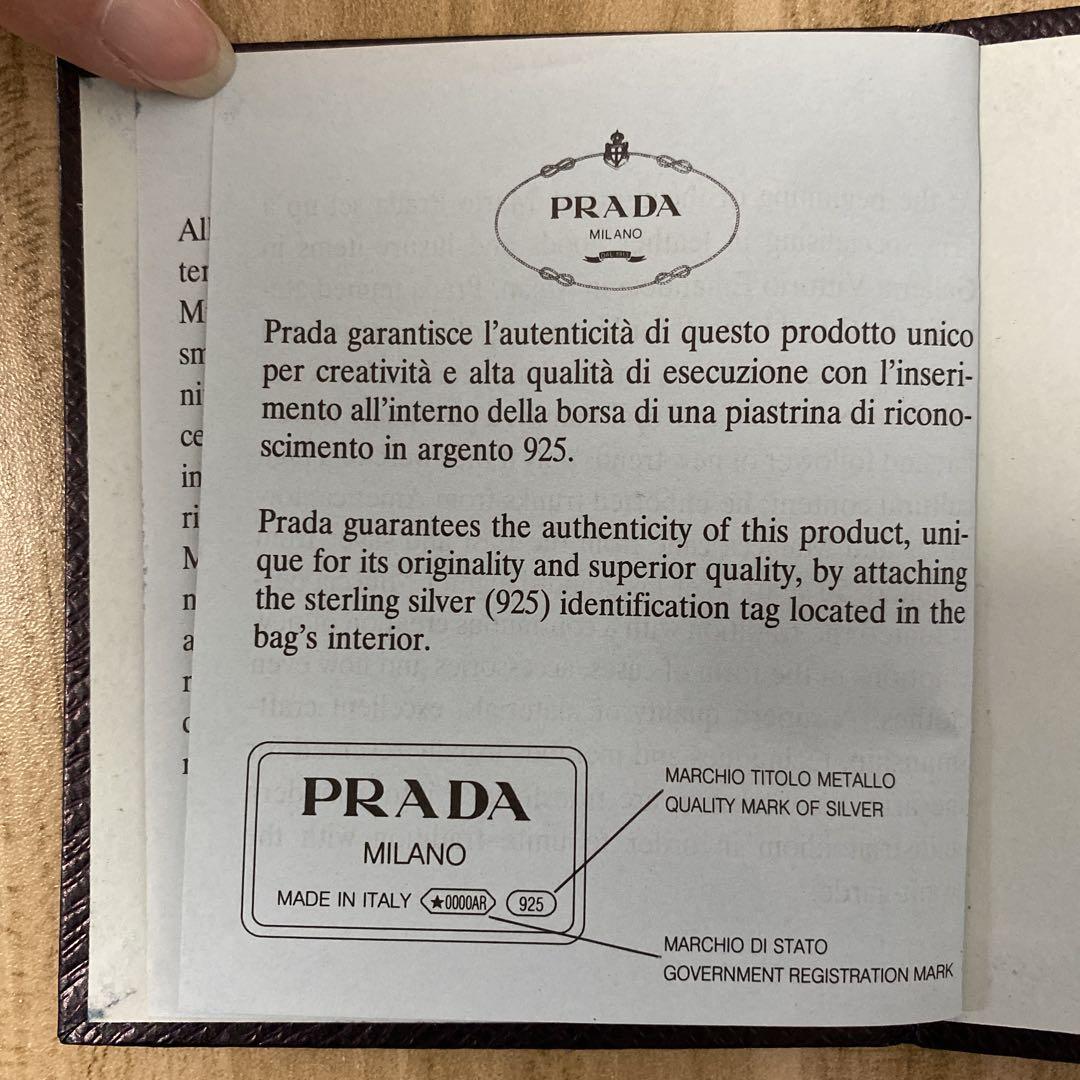 PRADA
MILANO
DAL 1913
Prada garantisce l'autenticità di questo prodotto unico
per creatività e alta qualità di esecuzione con l'inseri-
mento all'interno della borsa di una piastrina di ricono-
scimento in argento 925.
Prada guarantees the authenticity of this product, uni-
que for its originality and superior quality, by attaching
the sterling silver (925) identification tag located in the
bag's interior.
PRADA
MILANO
MADE IN ITALY ★0000AR 925
MARCHIO TITOLO METALLO
QUALITY MARK OF SILVER
MARCHIO DI STATO
GOVERNMENT REGISTRATION MARK